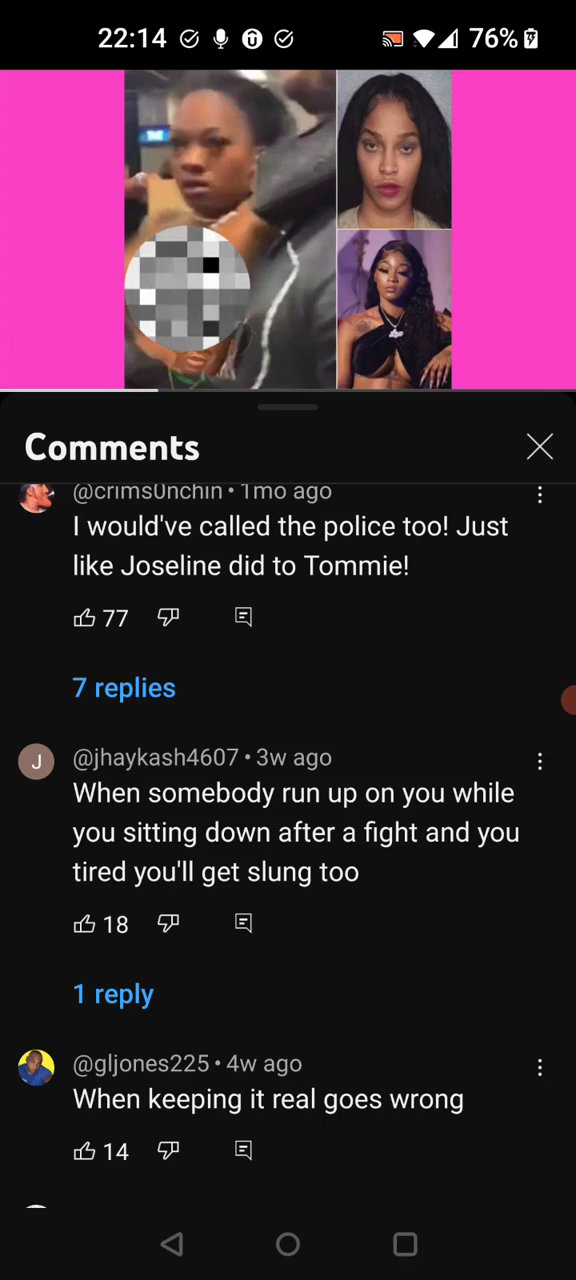 22:14
76%
Comments
@crims0nchin • 1mo ago
I would've called the police too! Just
like Joseline did to Tommie!
77
7 replies
J
@jhaykash4607 • 3w ago
When somebody run up on you while
you sitting down after a fight and you
tired you'll get slung too
18
1 reply
@gljones225 • 4w ago
When keeping it real goes wrong
14